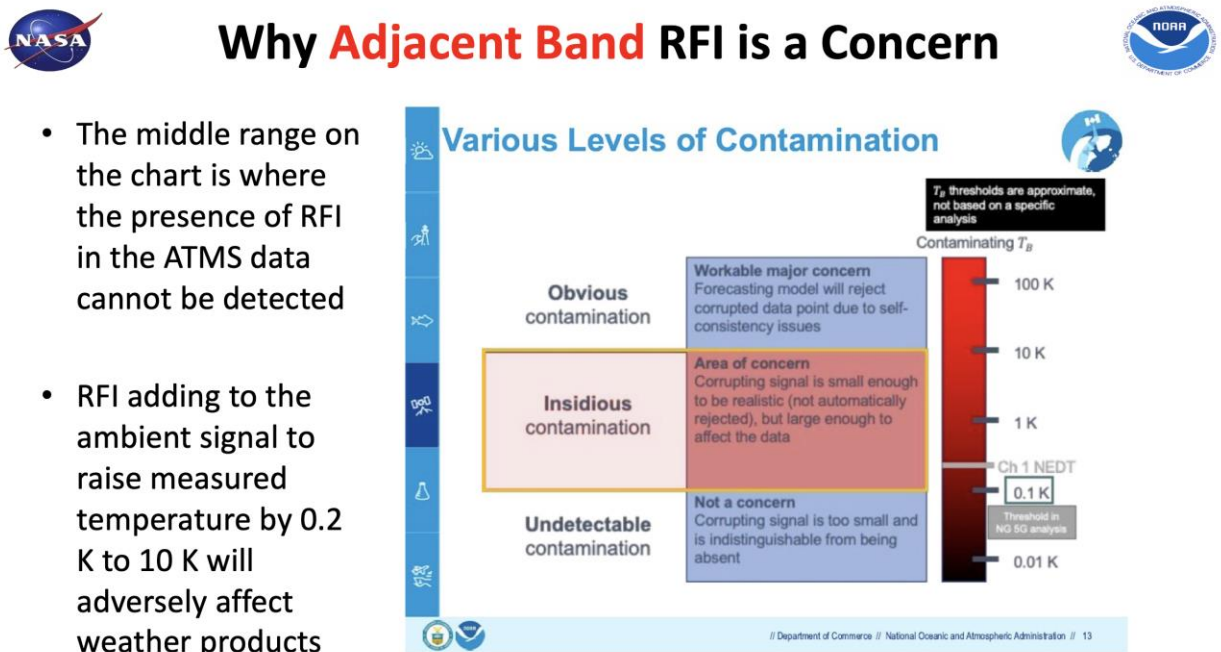 NASA
Why Adjacent Band RFI is a Concern
NOAA
• The middle range on
the chart is where
the presence of RFI
in the ATMS data
cannot be detected
• RFI adding to the
ambient signal to
raise measured
temperature by 0.2
K to 10 K will
adversely affect
weather products
Various Levels of Contamination
T_B thresholds are approximate,
not based on a specific
analysis
Contaminating T_B
Obvious
contamination
Workable major concern
Forecasting model will reject
corrupted data point due to self-
consistency issues
Insidious
contamination
Area of concern
Corrupting signal is small enough
to be realistic (not automatically
rejected), but large enough to
affect the data
Undetectable
contamination
Not a concern
Corrupting signal is too small and
is indistinguishable from being
absent
100 K
10 K
1 K
Ch 1 NEDT
0.1 K
Threshold in
NG 5G analysis
0.01 K
// Department of Commerce // National Oceanic and Atmospheric Administration // 13